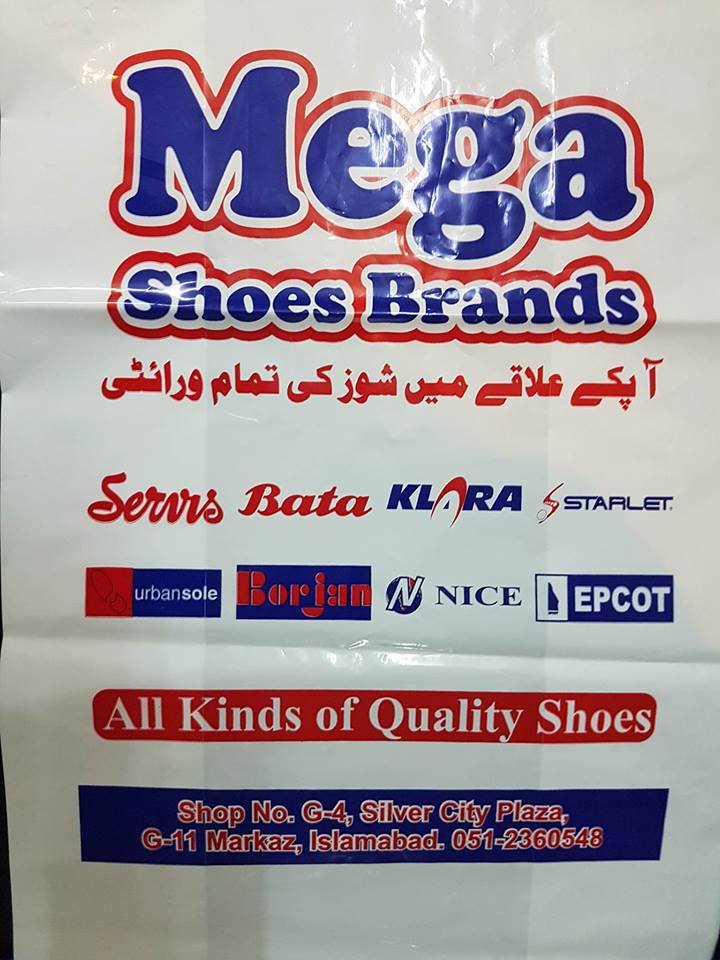 Mega
Shoes Brands
آپکے علاقے میں شوز کی تمام ورائٹی
Servis Bata KLARA STARLET
urbansole Borjan N NICE EPCOT
All Kinds of Quality Shoes
Shop No. G-4, Silver City Plaza,
G-11 Markaz, Islamabad. 051-2360548